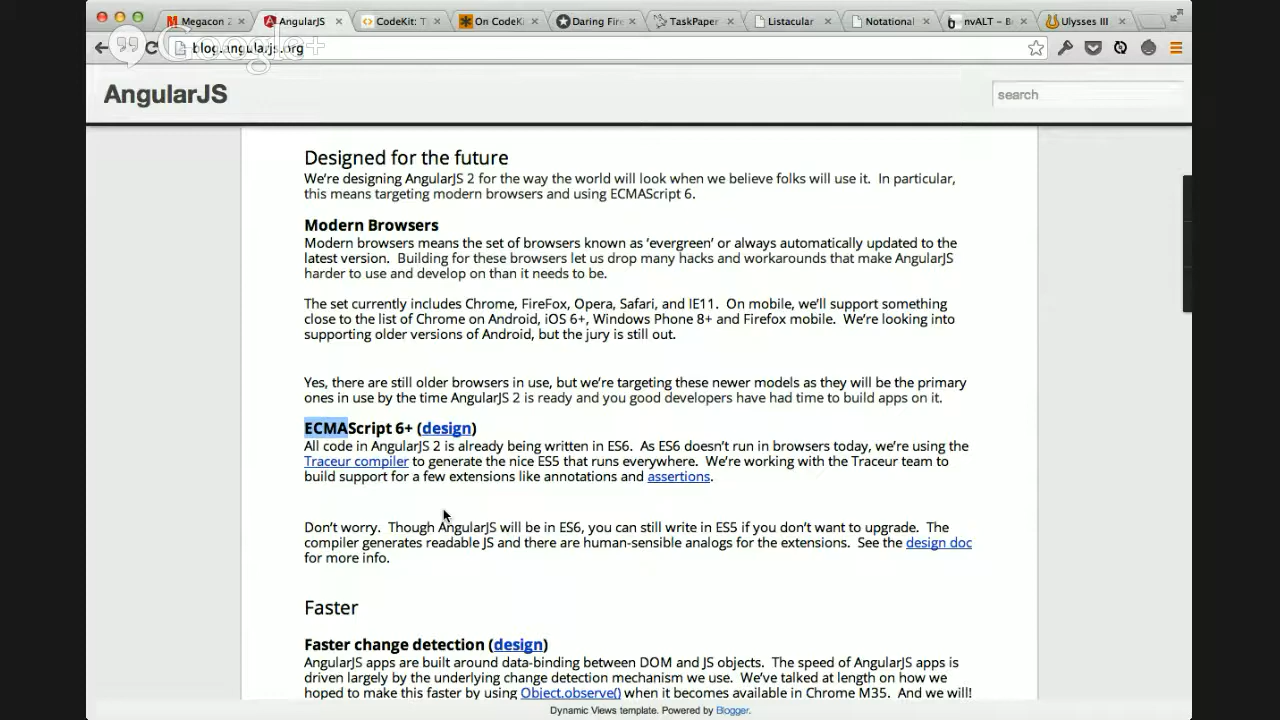 Megacon 2
AngularJS
CodeKit: T
On CodeKi
Daring Fire
TaskPaper
Listacular
Notational
nvALT – B
Ulysses III
blog.angularjs.org
Google+
AngularJS
search
Designed for the future
We're designing AngularJS 2 for the way the world will look when we believe folks will use it.  In particular,
this means targeting modern browsers and using ECMAScript 6.
Modern Browsers
Modern browsers means the set of browsers known as 'evergreen' or always automatically updated to the
latest version.  Building for these browsers let us drop many hacks and workarounds that make AngularJS
harder to use and develop on than it needs to be.
The set currently includes Chrome, FireFox, Opera, Safari, and IE11.  On mobile, we'll support something
close to the list of Chrome on Android, iOS 6+, Windows Phone 8+ and Firefox mobile.  We're looking into
supporting older versions of Android, but the jury is still out.
Yes, there are still older browsers in use, but we're targeting these newer models as they will be the primary
ones in use by the time AngularJS 2 is ready and you good developers have had time to build apps on it.
ECMAScript 6+ (design)
All code in AngularJS 2 is already being written in ES6.  As ES6 doesn't run in browsers today, we're using the
Traceur compiler to generate the nice ES5 that runs everywhere.  We're working with the Traceur team to
build support for a few extensions like annotations and assertions.
Don't worry.  Though AngularJS will be in ES6, you can still write in ES5 if you don't want to upgrade.  The
compiler generates readable JS and there are human-sensible analogs for the extensions.  See the design doc
for more info.
Faster
Faster change detection (design)
AngularJS apps are built around data-binding between DOM and JS objects.  The speed of AngularJS apps is
driven largely by the underlying change detection mechanism we use.  We've talked at length on how we
hoped to make this faster by using Object.observe() when it becomes available in Chrome M35.  And we will!
Dynamic Views template. Powered by Blogger.